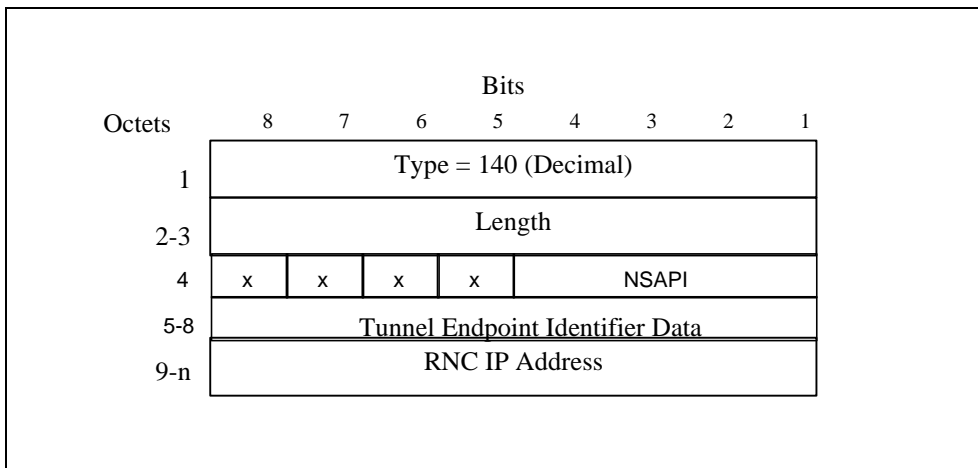 Bits
Octets 8 7 6 5 4 3 2 1
1 Type = 140 (Decimal)
2-3 Length
4 x x x x NSAPI
5-8 Tunnel Endpoint Identifier Data
9-n RNC IP Address